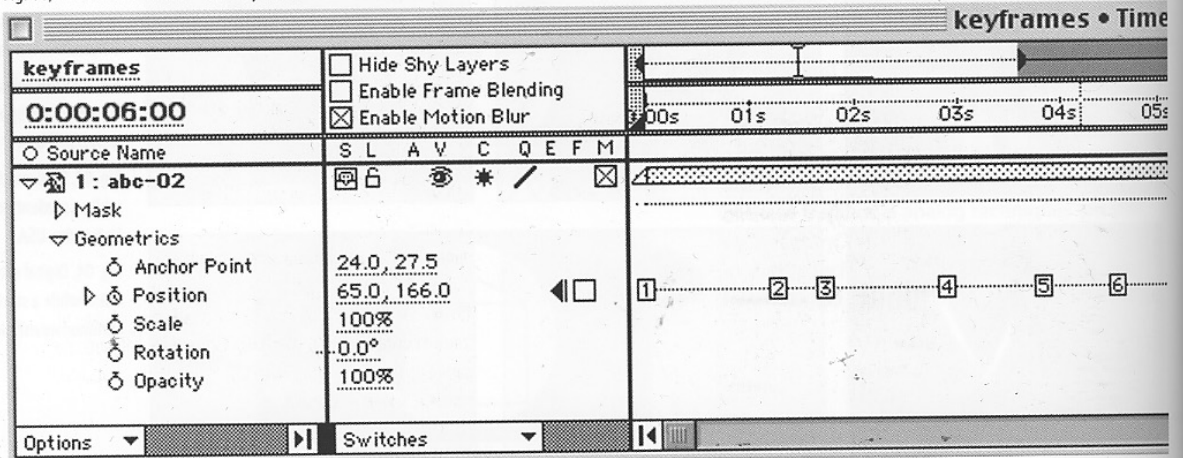 keyframes • Time
keyframes
0:00:06:00
Hide Shy Layers
Enable Frame Blending
Enable Motion Blur
00s 01s 02s 03s 04s 05s
Source Name
S L A V C Q E F M
1 : abc-02
Mask
Geometrics
Anchor Point 24.0, 27.5
Position 65.0, 166.0
1 2 3 4 5 6
Scale 100%
Rotation 0.0°
Opacity 100%
Options
Switches